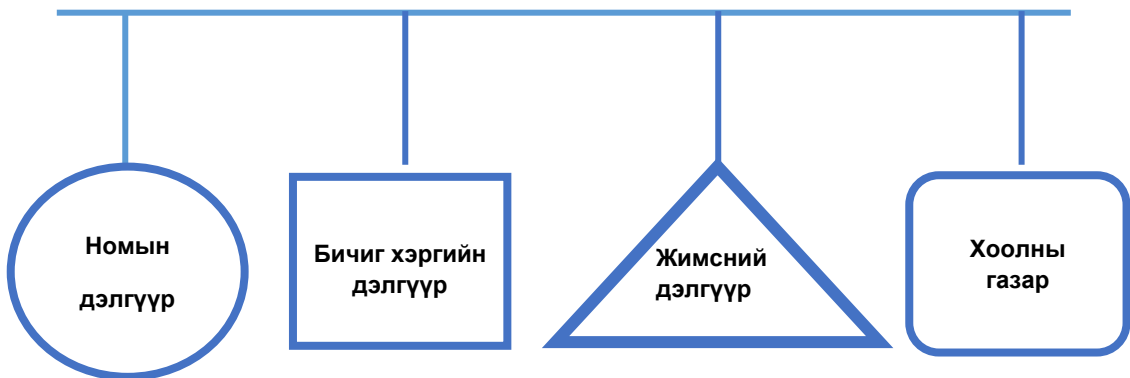 Номын
дэлгүүр
Бичиг хэргийн
дэлгүүр
Жимсний
дэлгүүр
Хоолны
газар